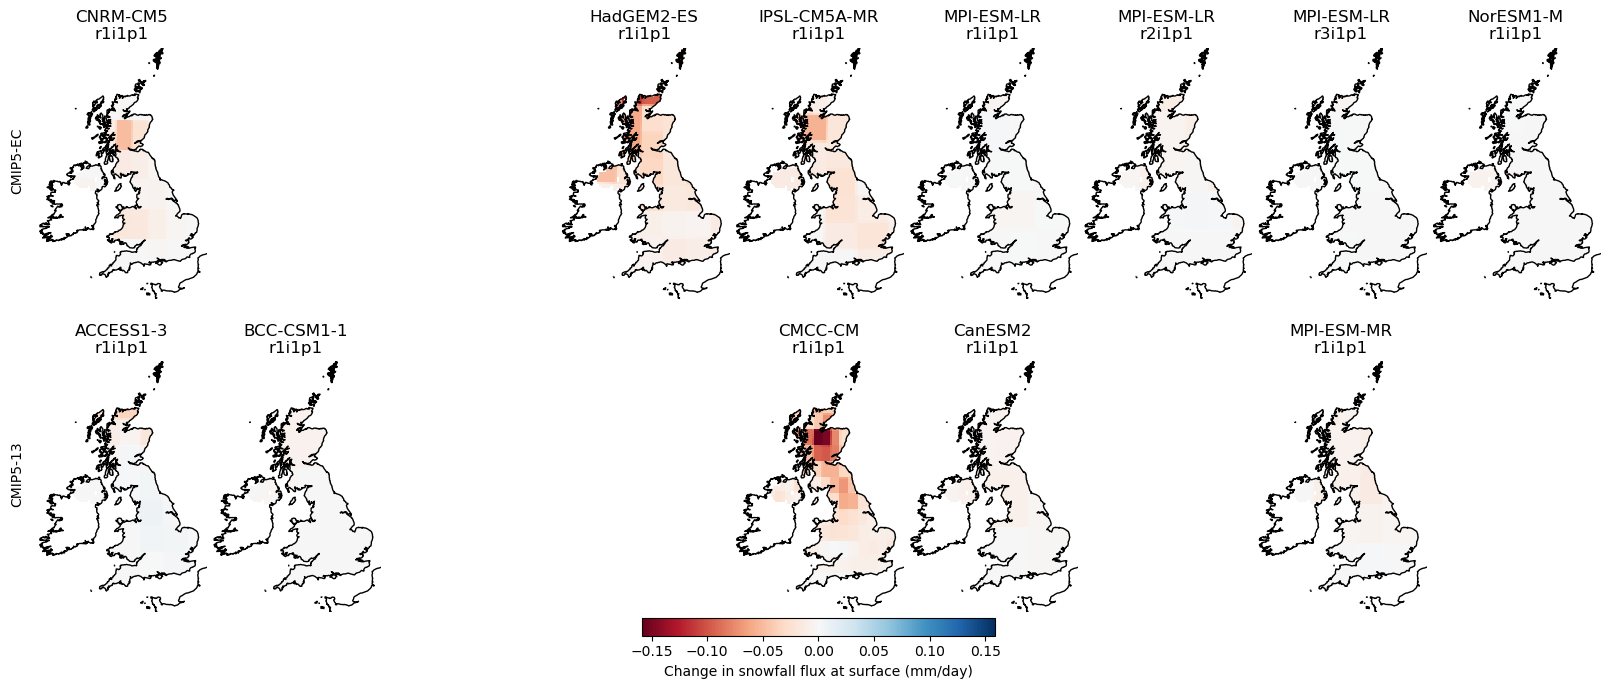 CNRM-CM5
r1i1p1
HadGEM2-ES
r1i1p1
IPSL-CM5A-MR
r1i1p1
MPI-ESM-LR
r1i1p1
MPI-ESM-LR
r2i1p1
MPI-ESM-LR
r3i1p1
NorESM1-M
r1i1p1
CMIP5-EC
ACCESS1-3
r1i1p1
BCC-CSM1-1
r1i1p1
CMCC-CM
r1i1p1
CanESM2
r1i1p1
MPI-ESM-MR
r1i1p1
CMIP5-13
−0.15 −0.10 −0.05 0.00 0.05 0.10 0.15
Change in snowfall flux at surface (mm/day)